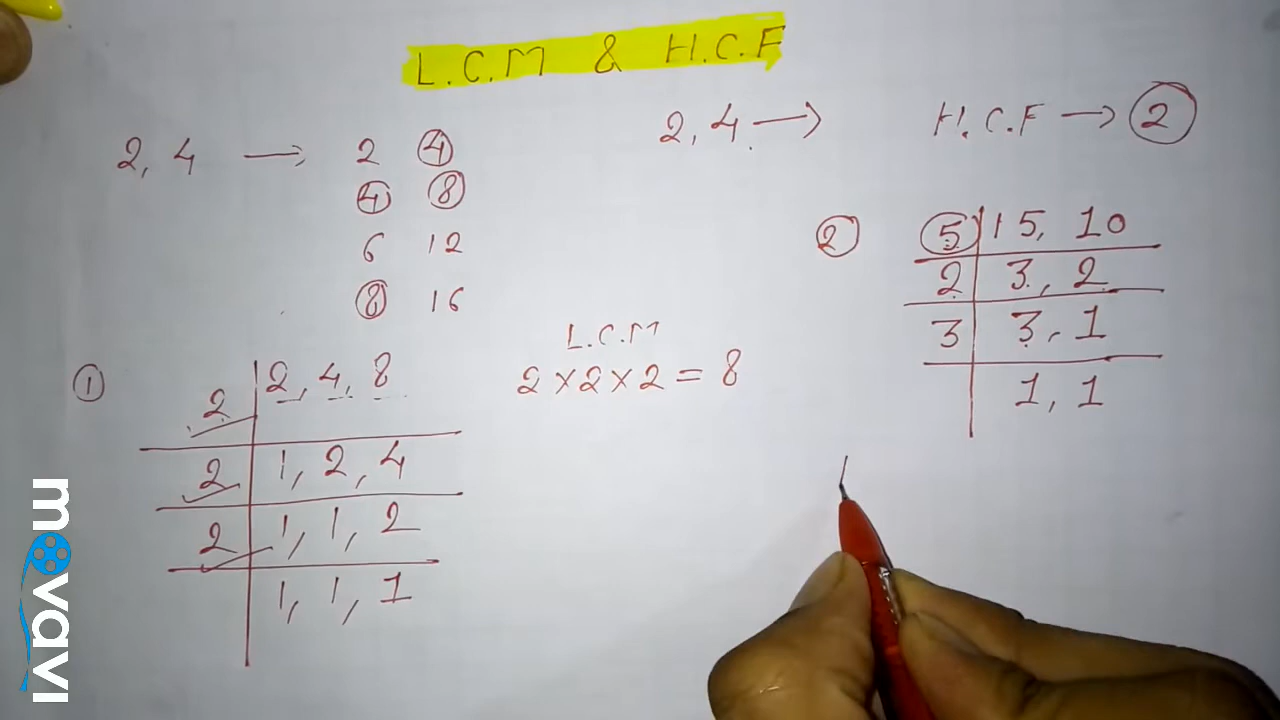 L.C.M & H.C.F
2, 4 → 2 4
4 8
6 12
8 16
2, 4 → H.C.F → 2
1
2 2, 4, 8
2 1, 2, 4
2 1, 1, 2
1, 1, 1
L.C.M
2 × 2 × 2 = 8
2
5 15, 10
2 3, 2
3 3, 1
1, 1
movavi